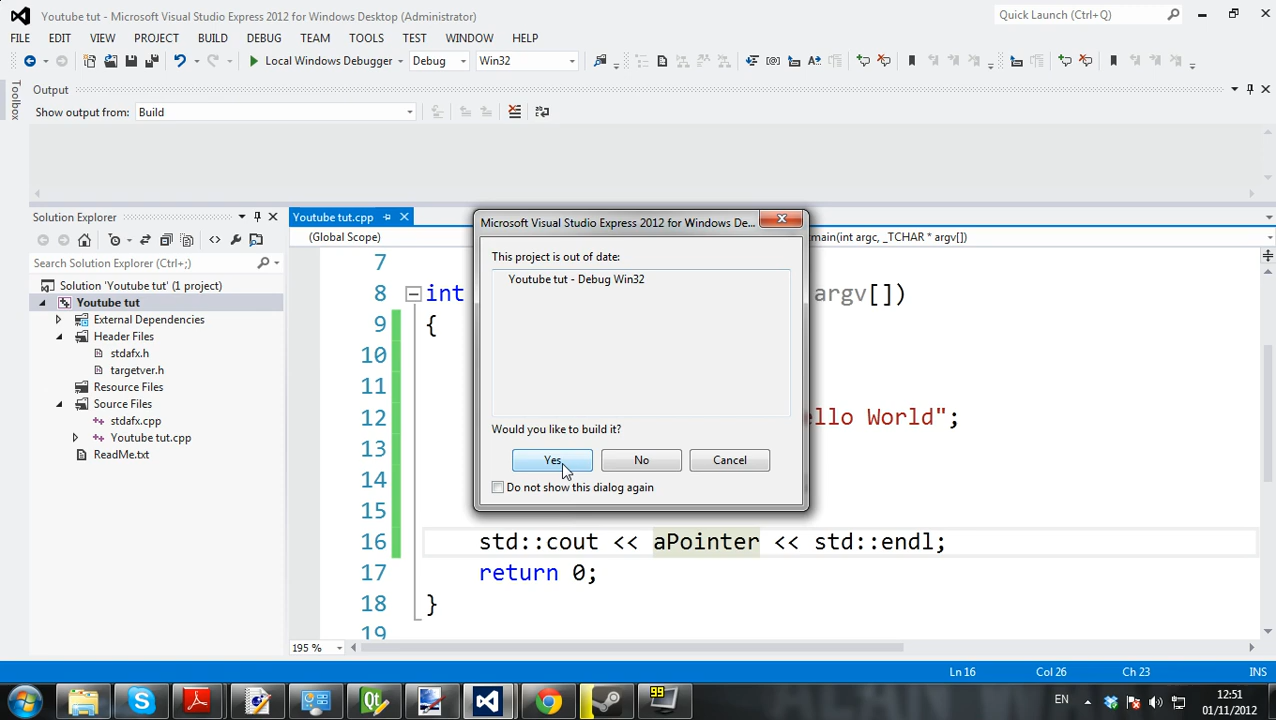 Youtube tut - Microsoft Visual Studio Express 2012 for Windows Desktop (Administrator)
Quick Launch (Ctrl+Q)
FILE EDIT VIEW PROJECT BUILD DEBUG TEAM TOOLS TEST WINDOW HELP
Local Windows Debugger Debug Win32
Toolbox
Output
Show output from: Build
Solution Explorer
Search Solution Explorer (Ctrl+;)
Solution 'Youtube tut' (1 project)
Youtube tut
External Dependencies
Header Files
stdafx.h
targetver.h
Resource Files
Source Files
stdafx.cpp
Youtube tut.cpp
ReadMe.txt
Youtube tut.cpp
(Global Scope)
main(int argc, _TCHAR * argv[])
7
8 int argv[])
9 {
10
11
12 ello World";
13
14
15
16 std::cout << aPointer << std::endl;
17 return 0;
18 }
19
195 %
Microsoft Visual Studio Express 2012 for Windows De...
This project is out of date:
Youtube tut - Debug Win32
Would you like to build it?
Yes No Cancel
Do not show this dialog again
Ln 16 Col 26 Ch 23 INS
99
EN
12:51
01/11/2012